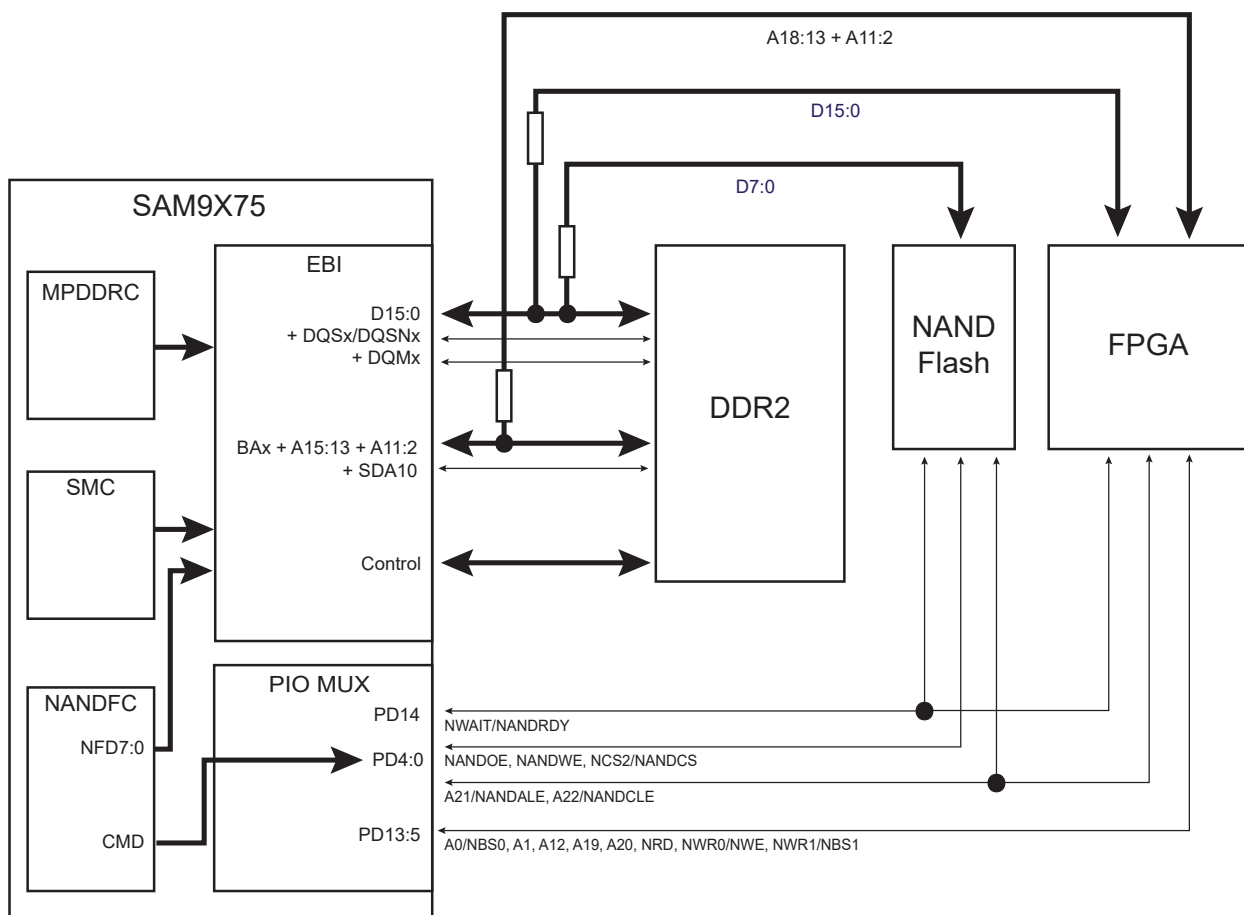 A18:13 + A11:2
D15:0
D7:0
SAM9X75
EBI
MPDDRC
D15:0
+ DQSx/DQSNx
+ DQMx
NAND
Flash
FPGA
DDR2
BAx + A15:13 + A11:2
+ SDA10
SMC
Control
PIO MUX
NANDFC
PD14
NWAIT/NANDRDY
NFD7:0
PD4:0
NANDOE, NANDWE, NCS2/NANDCS
A21/NANDALE, A22/NANDCLE
CMD
PD13:5
A0/NBS0, A1, A12, A19, A20, NRD, NWR0/NWE, NWR1/NBS1